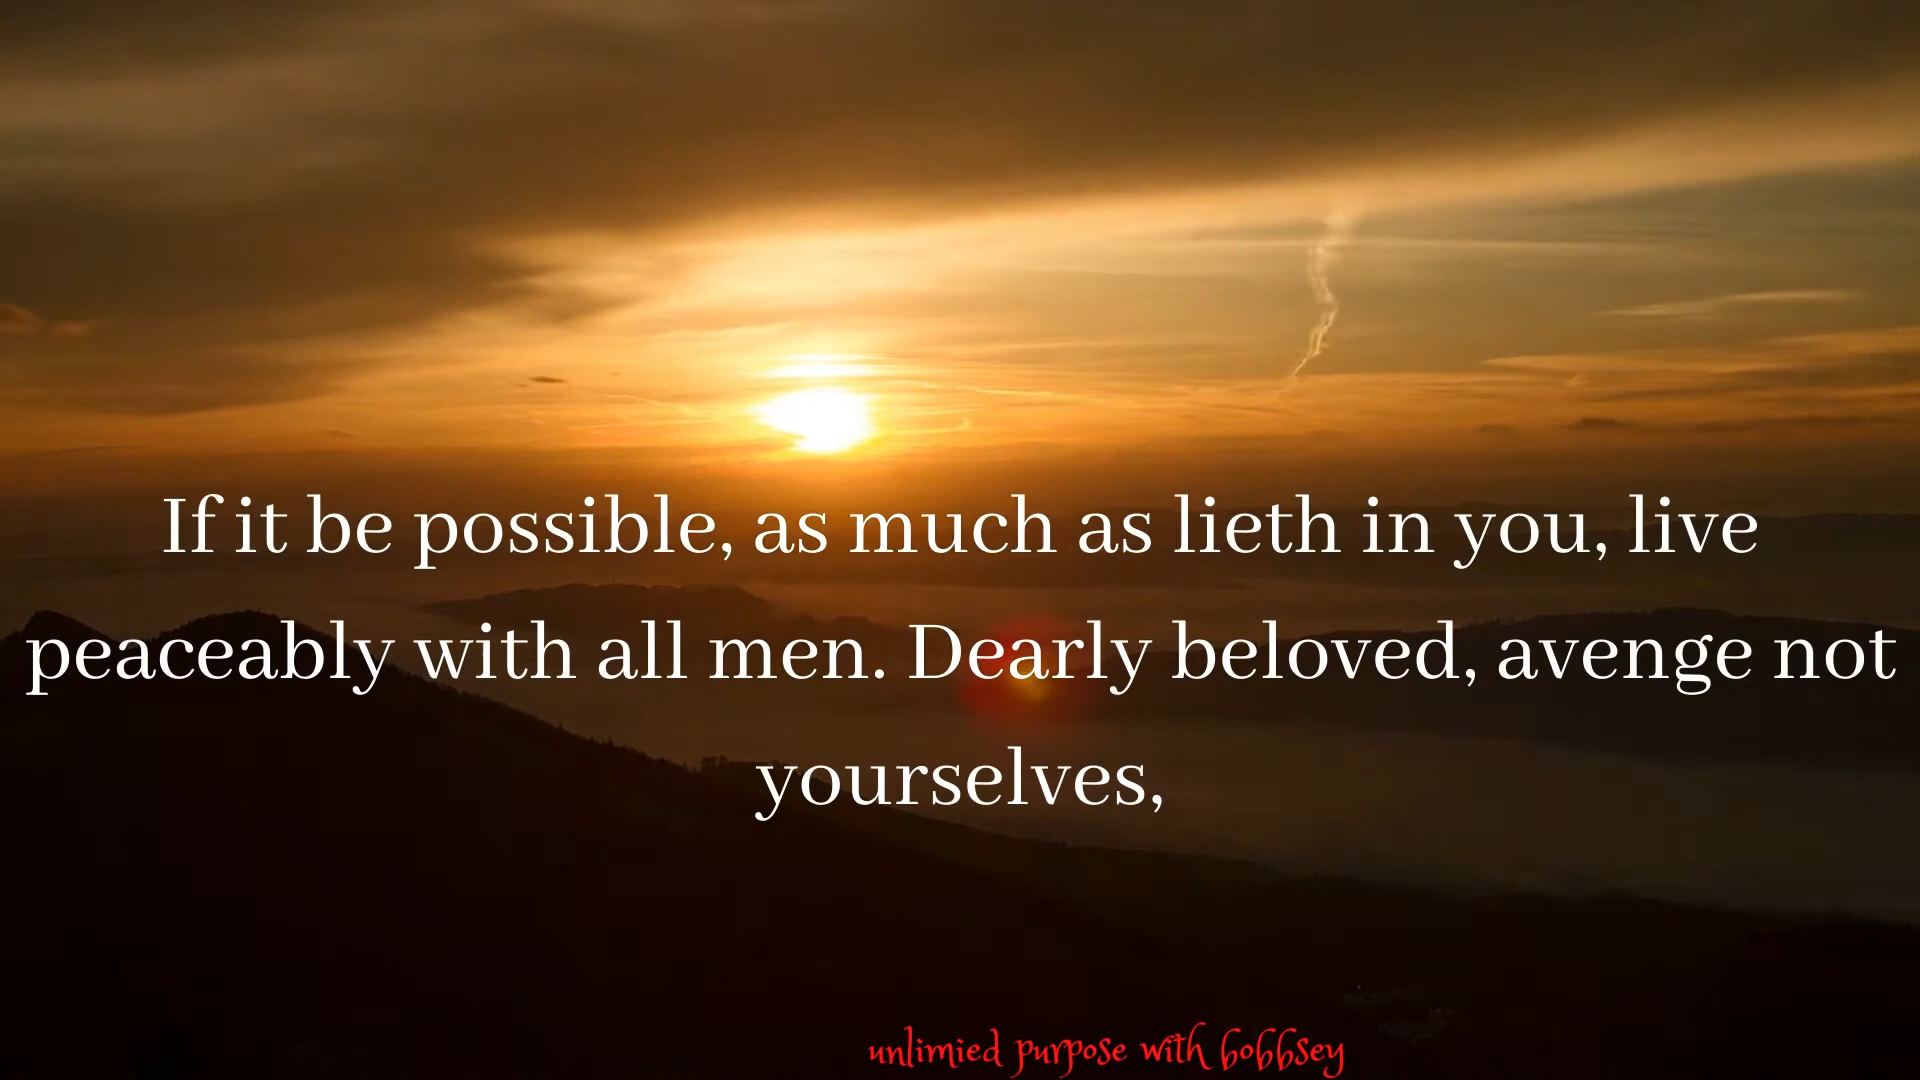 If it be possible, as much as lieth in you, live
peaceably with all men. Dearly beloved, avenge not
yourselves,
unlimied purpose with bobbsey